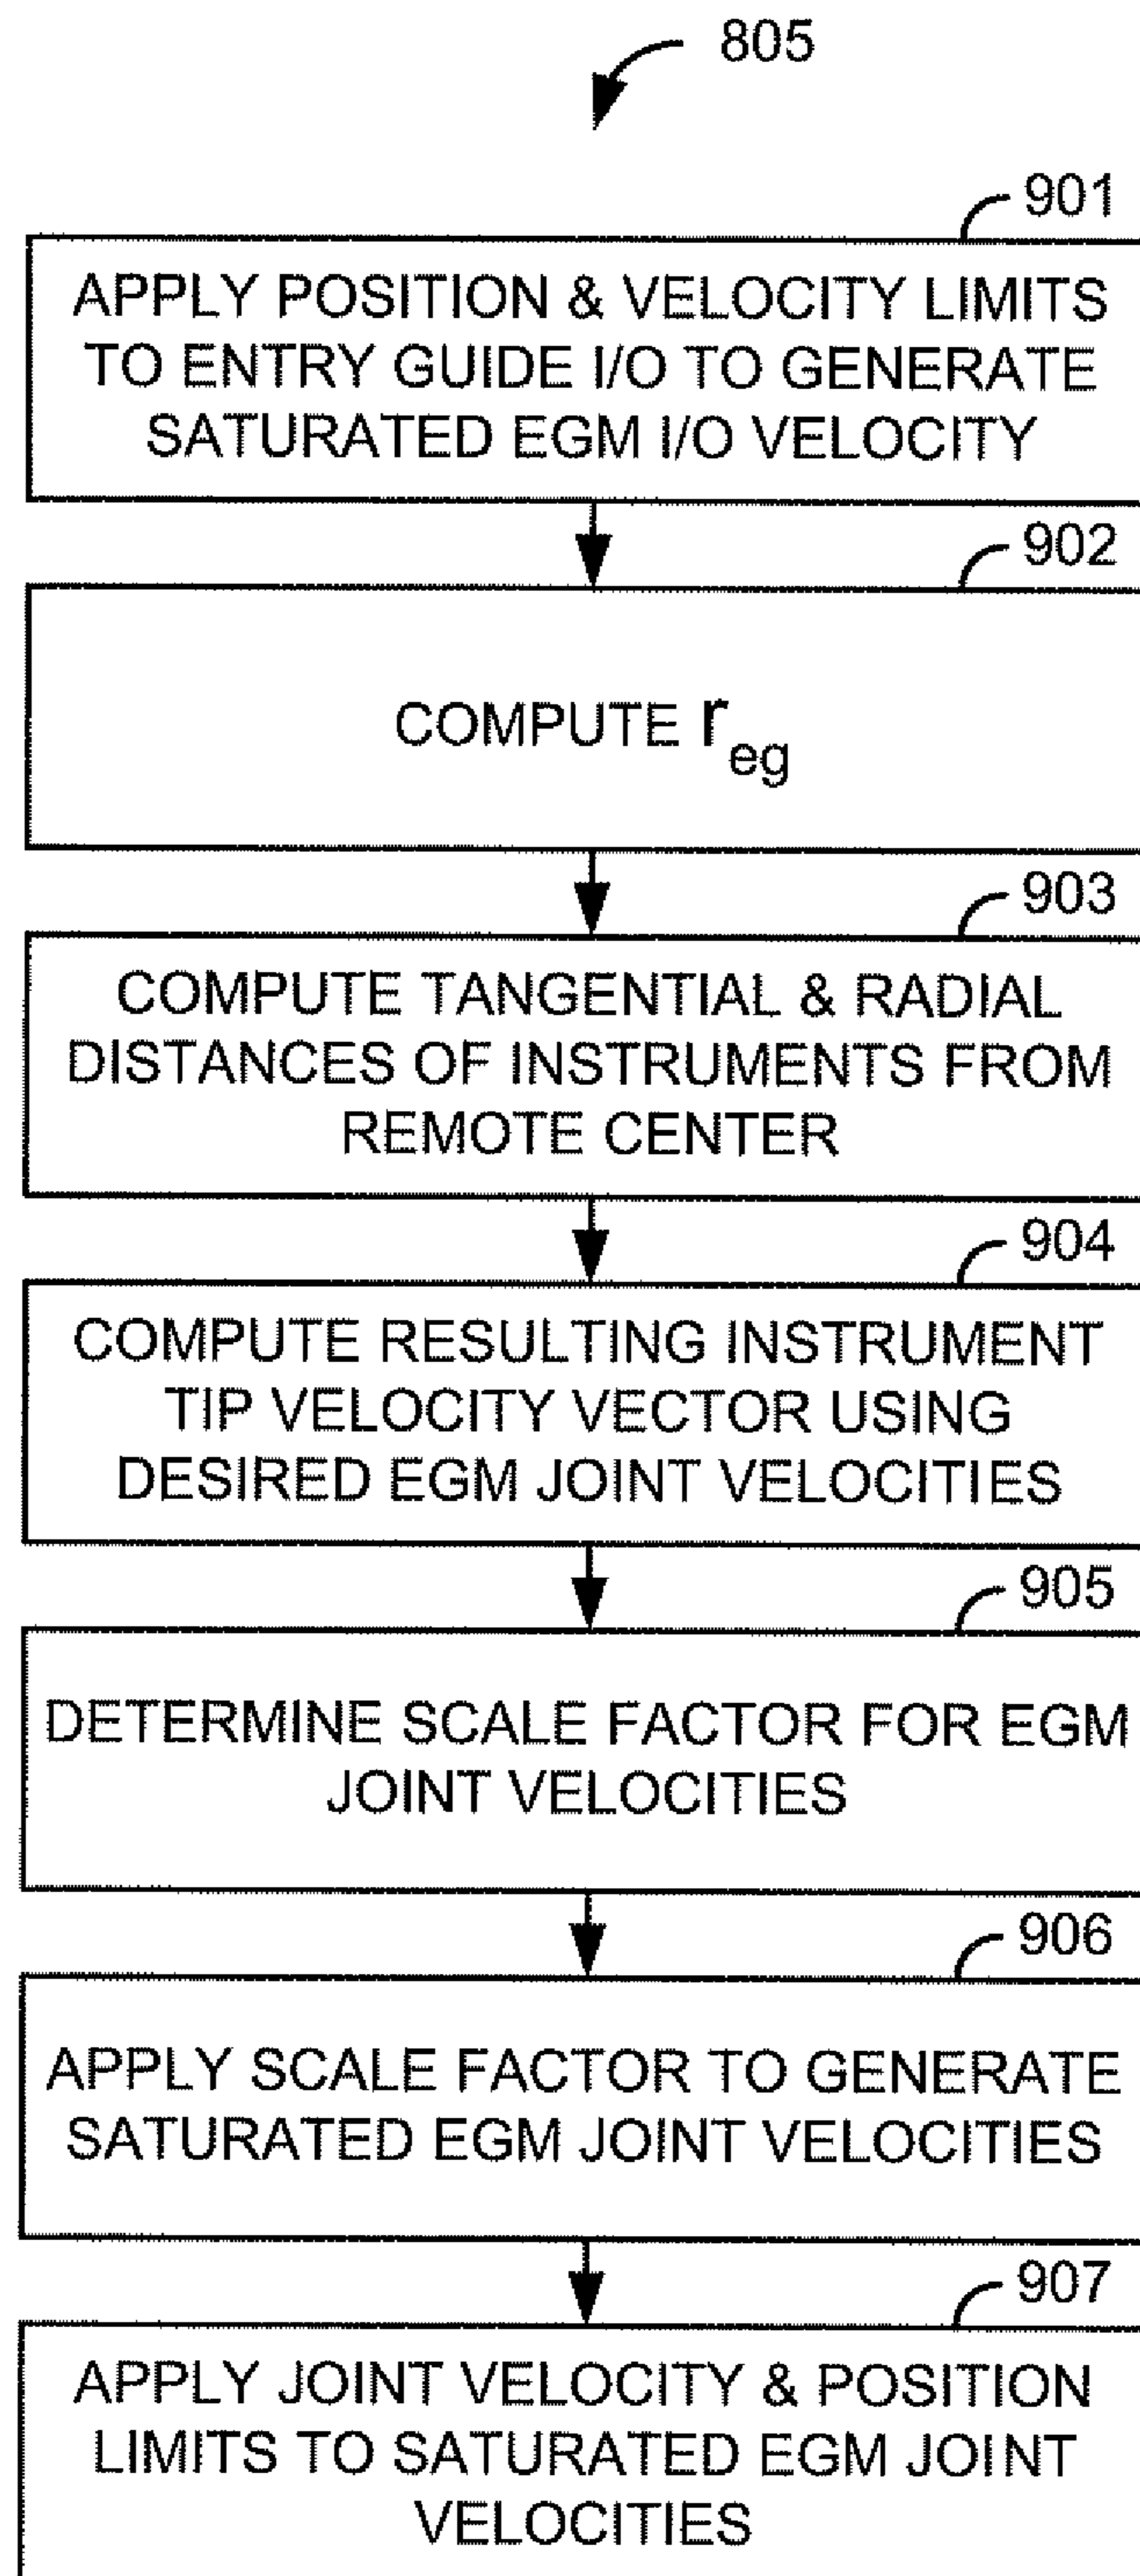 805
901
APPLY POSITION & VELOCITY LIMITS
TO ENTRY GUIDE I/O TO GENERATE
SATURATED EGM I/O VELOCITY
902
COMPUTE r_eg
903
COMPUTE TANGENTIAL & RADIAL
DISTANCES OF INSTRUMENTS FROM
REMOTE CENTER
904
COMPUTE RESULTING INSTRUMENT
TIP VELOCITY VECTOR USING
DESIRED EGM JOINT VELOCITIES
905
DETERMINE SCALE FACTOR FOR EGM
JOINT VELOCITIES
906
APPLY SCALE FACTOR TO GENERATE
SATURATED EGM JOINT VELOCITIES
907
APPLY JOINT VELOCITY & POSITION
LIMITS TO SATURATED EGM JOINT
VELOCITIES